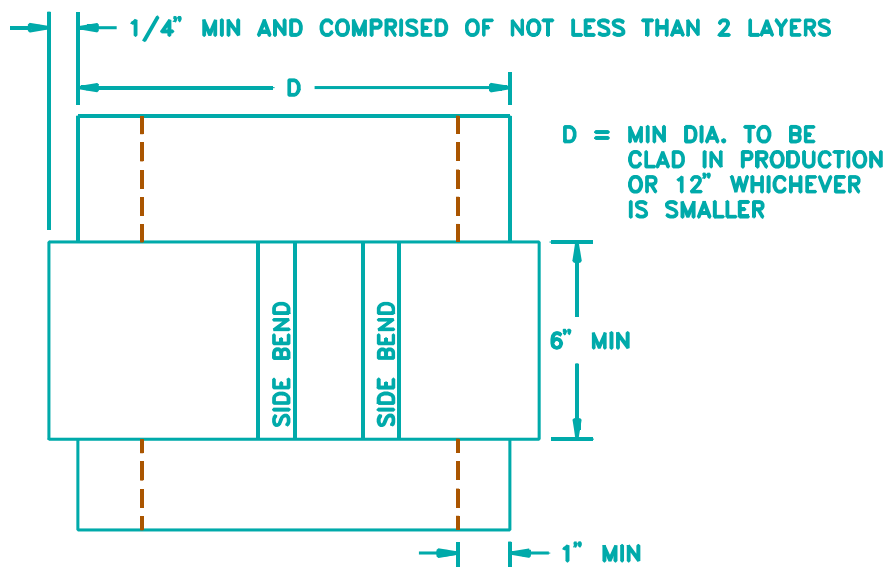 1/4" MIN AND COMPRISED OF NOT LESS THAN 2 LAYERS
D
D = MIN DIA. TO BE
CLAD IN PRODUCTION
OR 12" WHICHEVER
IS SMALLER
SIDE BEND
SIDE BEND
6" MIN
1" MIN